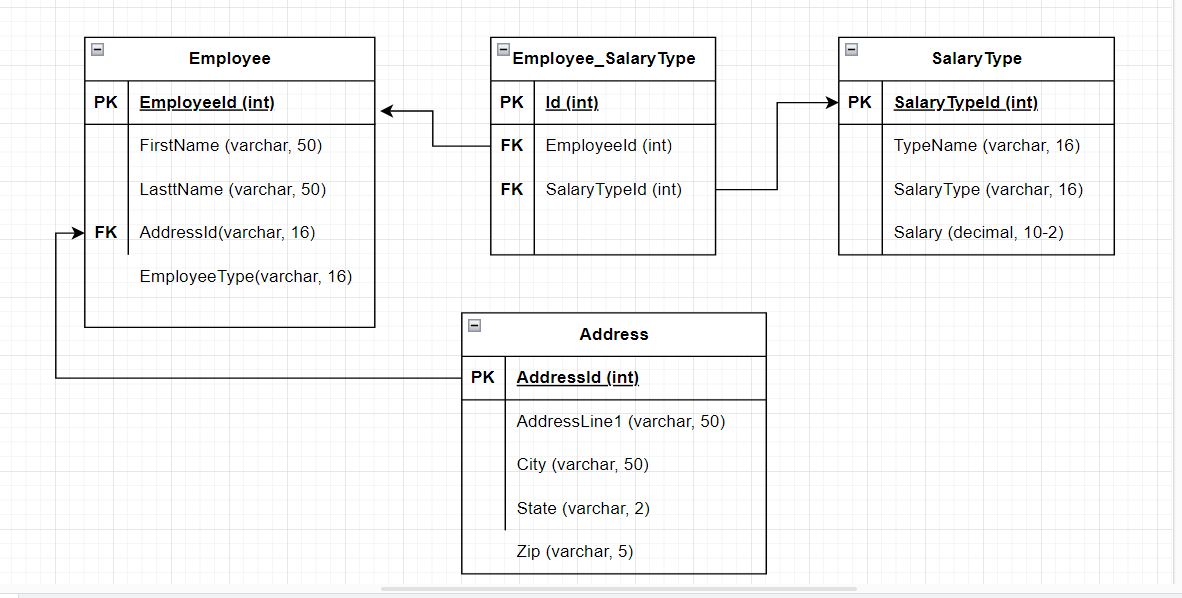 Employee
PK EmployeeId (int)
FirstName (varchar, 50)
LasttName (varchar, 50)
FK AddressId(varchar, 16)
EmployeeType(varchar, 16)
Employee_SalaryType
PK Id (int)
FK EmployeeId (int)
FK SalaryTypeId (int)
SalaryType
PK SalaryTypeId (int)
TypeName (varchar, 16)
SalaryType (varchar, 16)
Salary (decimal, 10-2)
Address
PK AddressId (int)
AddressLine1 (varchar, 50)
City (varchar, 50)
State (varchar, 2)
Zip (varchar, 5)